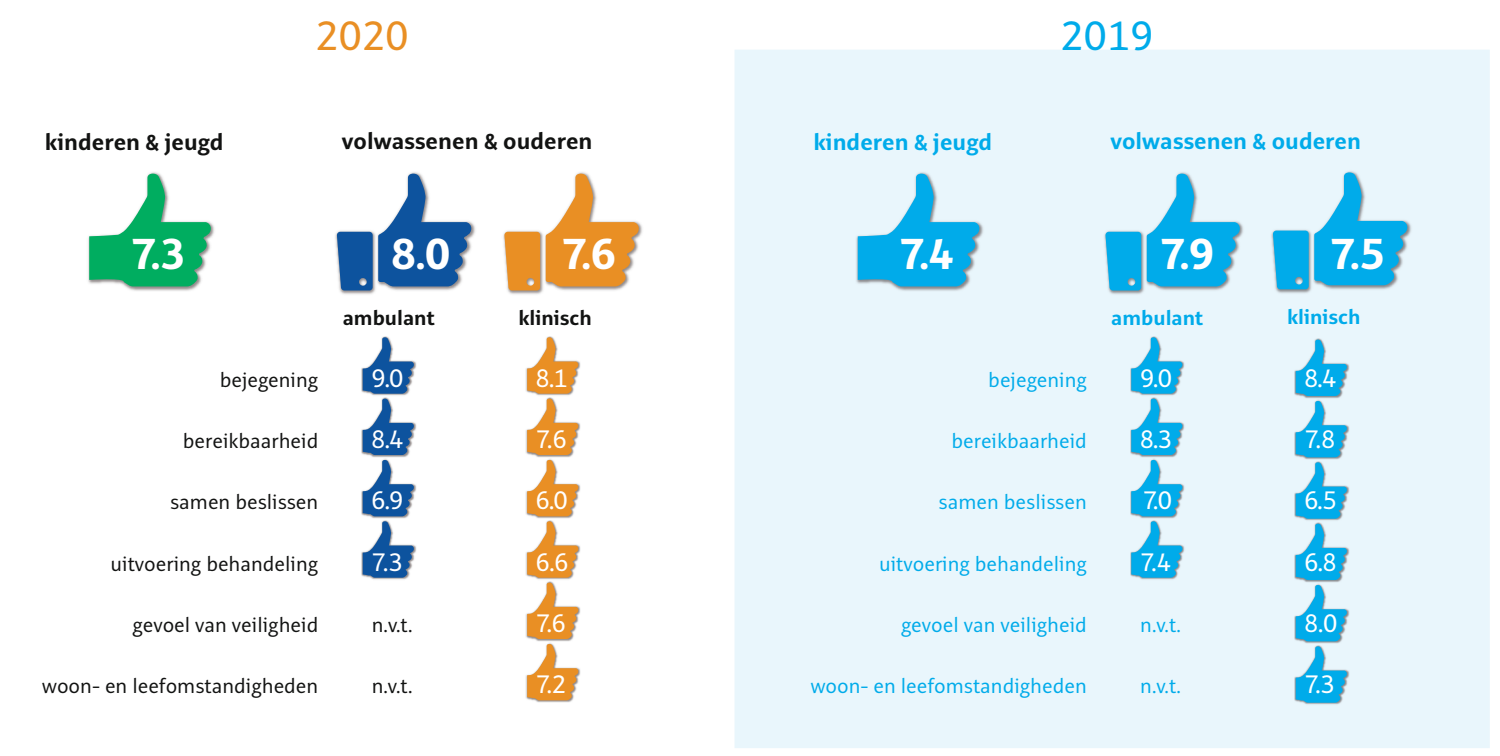 2020
kinderen & jeugd volwassenen & ouderen
7.3 8.0 7.6
ambulant klinisch
bejegening 9.0 8.1
bereikbaarheid 8.4 7.6
samen beslissen 6.9 6.0
uitvoering behandeling 7.3 6.6
gevoel van veiligheid n.v.t. 7.6
woon- en leefomstandigheden n.v.t. 7.2
2019
kinderen & jeugd volwassenen & ouderen
7.4 7.9 7.5
ambulant klinisch
bejegening 9.0 8.4
bereikbaarheid 8.3 7.8
samen beslissen 7.0 6.5
uitvoering behandeling 7.4 6.8
gevoel van veiligheid n.v.t. 8.0
woon- en leefomstandigheden n.v.t. 7.3